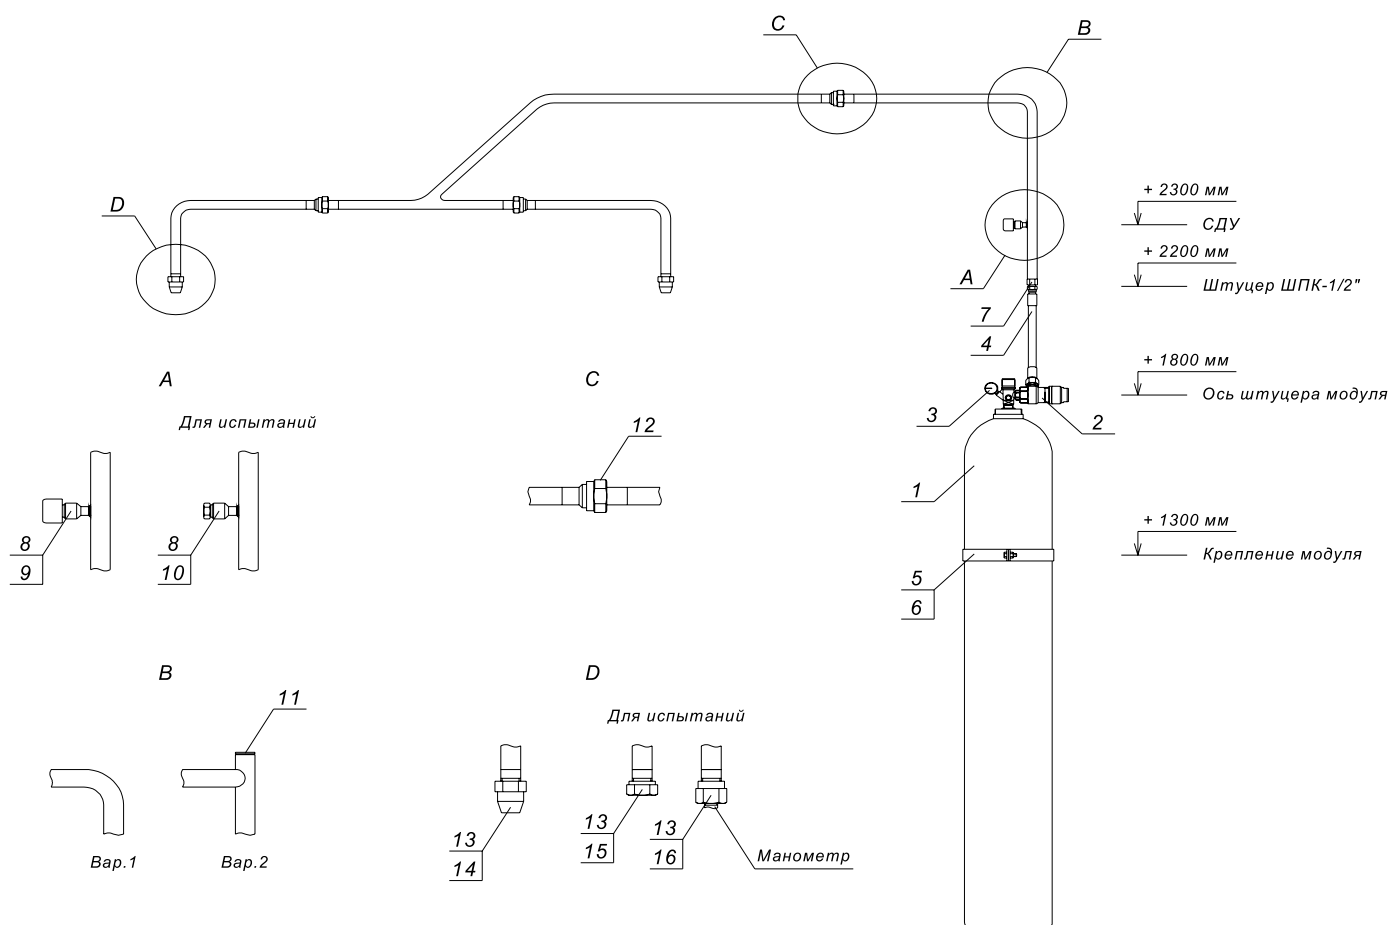 C
B
D
+ 2300 мм
СДУ
+ 2200 мм
A
Штуцер ШПК-1/2"
7
4
+ 1800 мм
Ось штуцера модуля
3
2
1
+ 1300 мм
Крепление модуля
5
6
A
Для испытаний
8
9
8
10
C
12
B
11
Вар.1
Вар.2
D
Для испытаний
13
14
13
15
13
16
Манометр